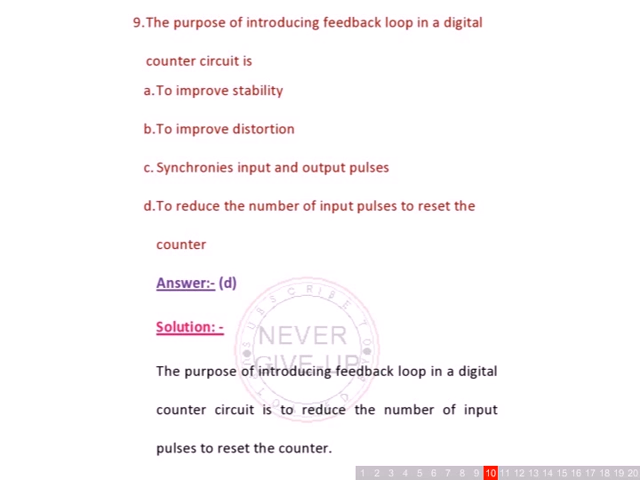 9.The purpose of introducing feedback loop in a digital
counter circuit is
a.To improve stability
b.To improve distortion
c. Synchronies input and output pulses
d.To reduce the number of input pulses to reset the
counter
Answer:- (d)
Solution: -
SUBSCRIBE TO
NEVER
GIVE-UP
The purpose of introducing feedback loop in a digital
counter circuit is to reduce the number of input
pulses to reset the counter.
1 2 3 4 5 6 7 8 9 10 11 12 13 14 15 16 17 18 19 20